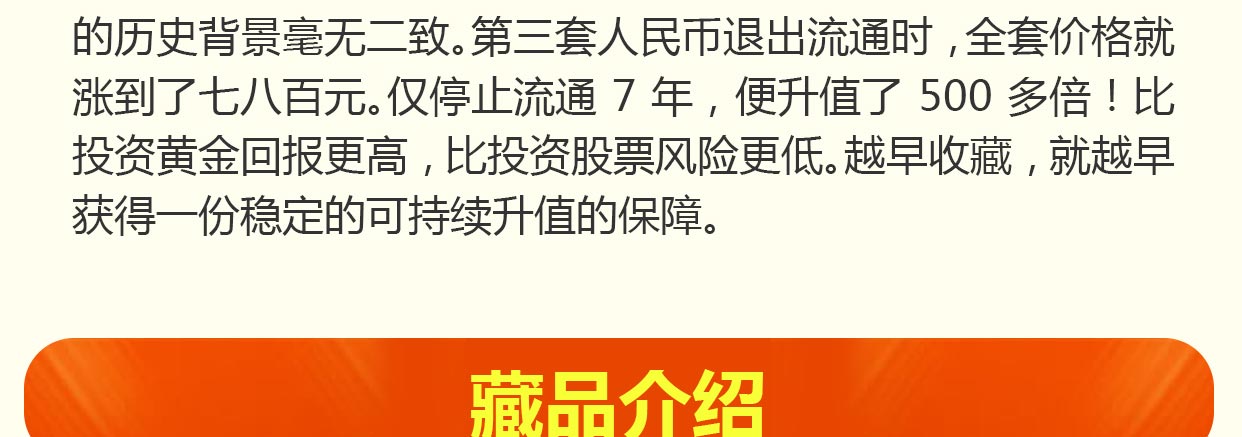 的历史背景毫无二致。第三套人民币退出流通时，全套价格就
涨到了七八百元。仅停止流通 7 年，便升值了 500 多倍！比
投资黄金回报更高，比投资股票风险更低。越早收藏，就越早
获得一份稳定的可持续升值的保障。
藏品介绍